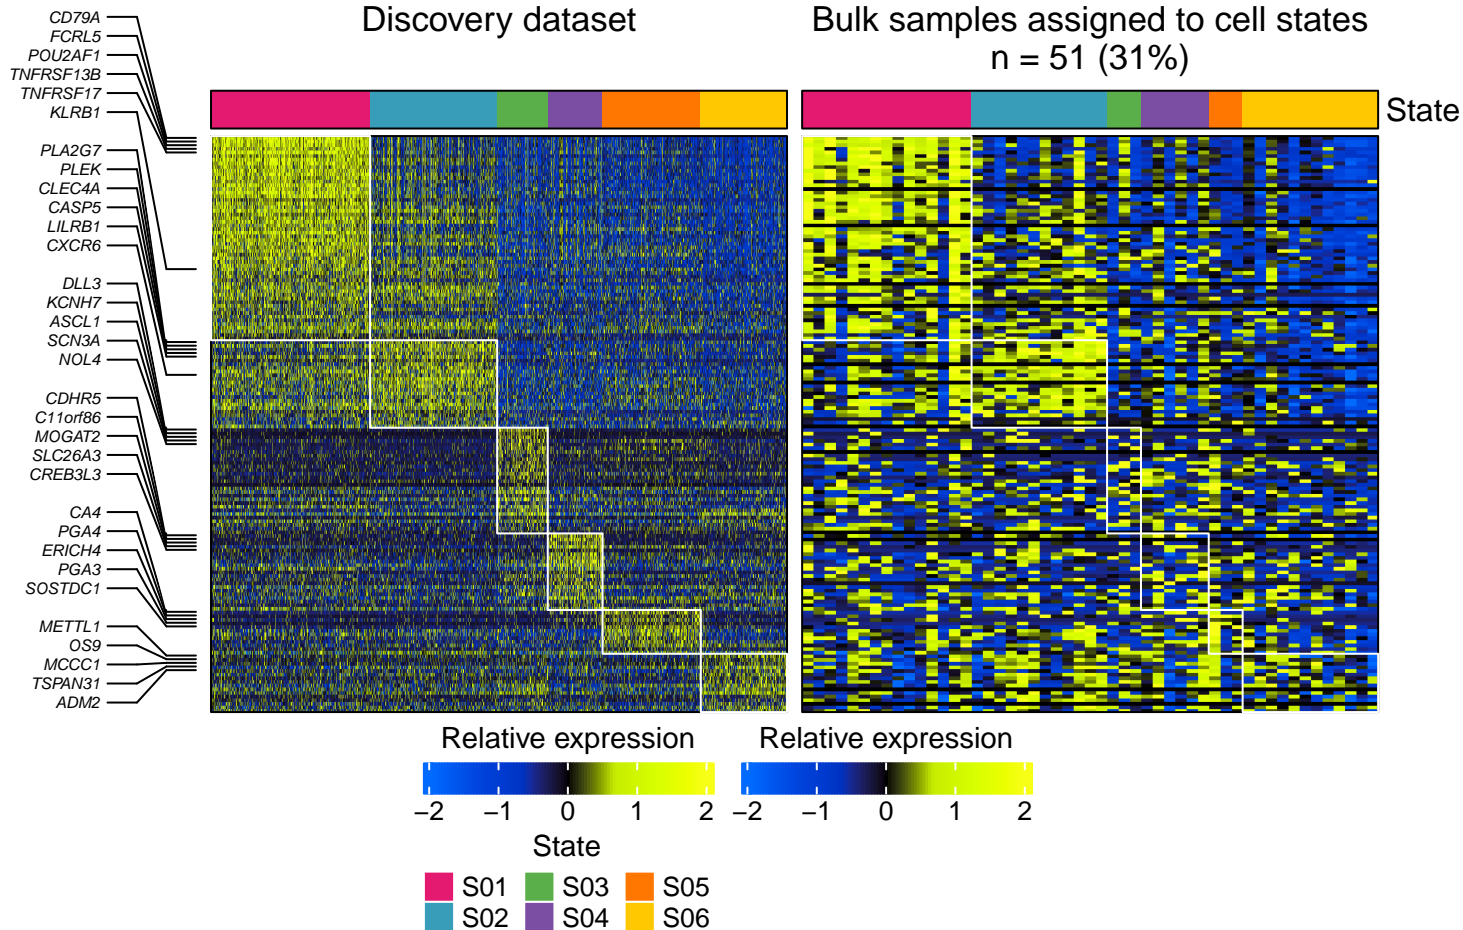 Discovery dataset
Bulk samples assigned to cell states
n = 51 (31%)
State
CD79A
FCRL5
POU2AF1
TNFRSF13B
TNFRSF17
KLRB1
PLA2G7
PLEK
CLEC4A
CASP5
LILRB1
CXCR6
DLL3
KCNH7
ASCL1
SCN3A
NOL4
CDHR5
C11orf86
MOGAT2
SLC26A3
CREB3L3
CA4
PGA4
ERICH4
PGA3
SOSTDC1
METTL1
OS9
MCCC1
TSPAN31
ADM2
Relative expression Relative expression
−2 −1 0 1 2 −2 −1 0 1 2
State
S01 S03 S05
S02 S04 S06